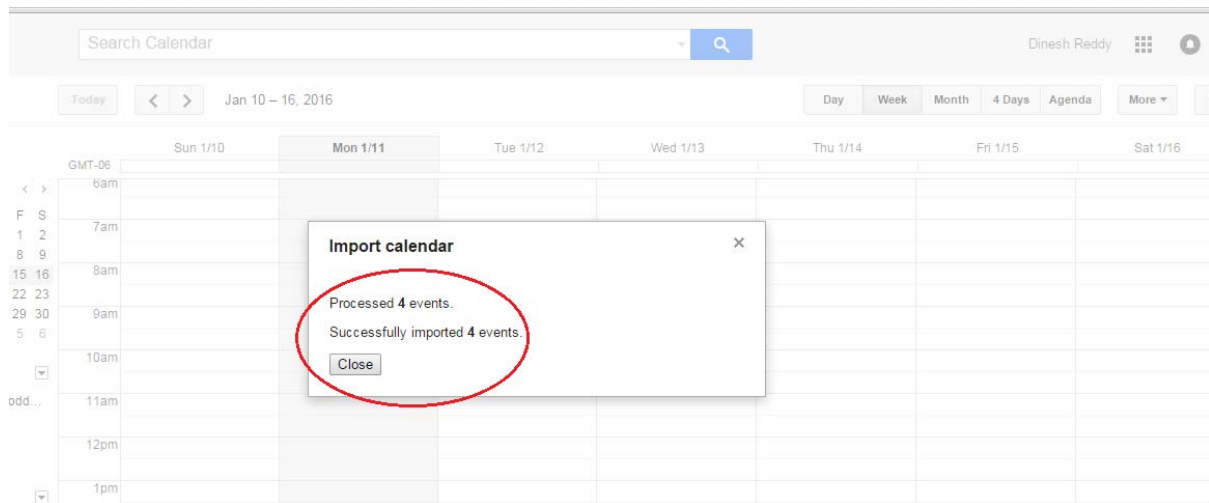 Search Calendar
Dinesh Reddy
Today
Jan 10 – 16, 2016
Day Week Month 4 Days Agenda More
Sun 1/10 Mon 1/11 Tue 1/12 Wed 1/13 Thu 1/14 Fri 1/15 Sat 1/16
GMT-06
6am
F S
1 2
7am
8 9
15 16
8am
22 23
29 30
9am
5 6
10am
odd...
11am
12pm
1pm
Import calendar
Processed 4 events.
Successfully imported 4 events.
Close